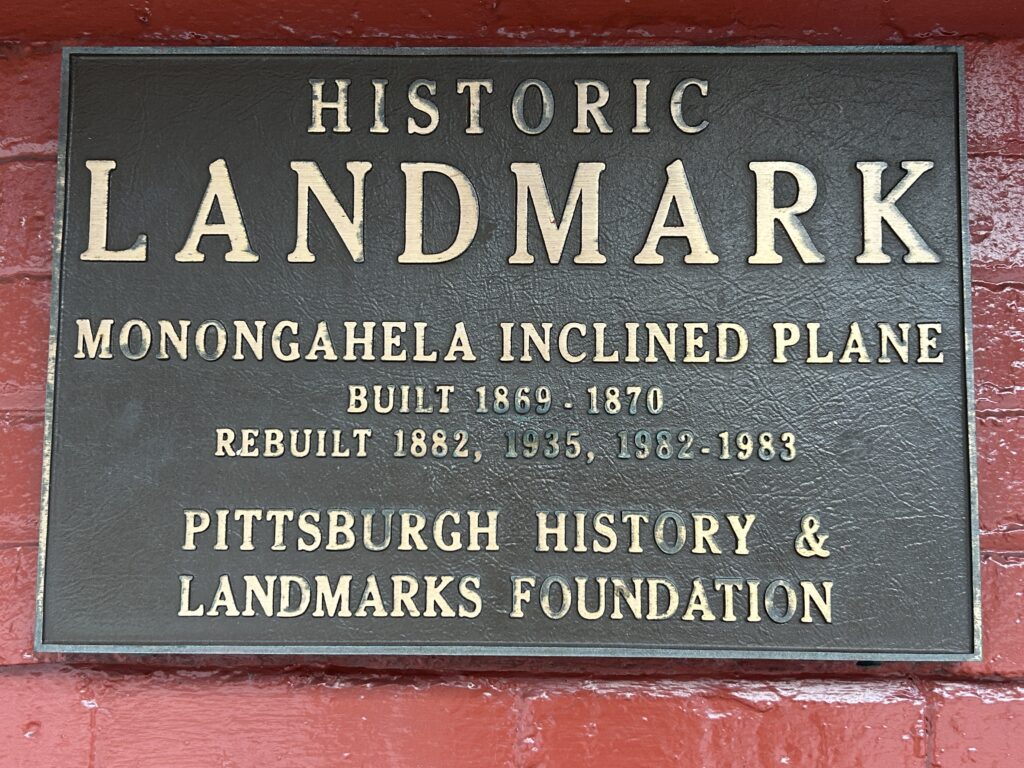 HISTORIC
LANDMARK
MONONGAHELA INCLINED PLANE
BUILT 1869 - 1870
REBUILT 1882, 1935, 1982-1983
PITTSBURGH HISTORY &
LANDMARKS FOUNDATION